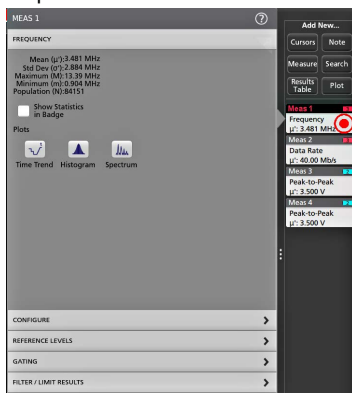 MEAS 1
?
FREQUENCY
Mean (µ'): 3.481 MHz
Std Dev (σ'): 2.884 MHz
Maximum (M): 13.39 MHz
Minimum (m): 0.904 MHz
Population (N): 84151
Show Statistics
in Badge
Plots
Time Trend Histogram Spectrum
CONFIGURE
REFERENCE LEVELS
GATING
FILTER / LIMIT RESULTS
Add New...
Cursors Note
Measure Search
Results
Table
Plot
Meas 1
Frequency
µ': 3.481 MHz
Meas 2
Data Rate
µ': 40.00 Mb/s
Meas 3
Peak-to-Peak
µ': 3.500 V
Meas 4
Peak-to-Peak
µ': 3.500 V